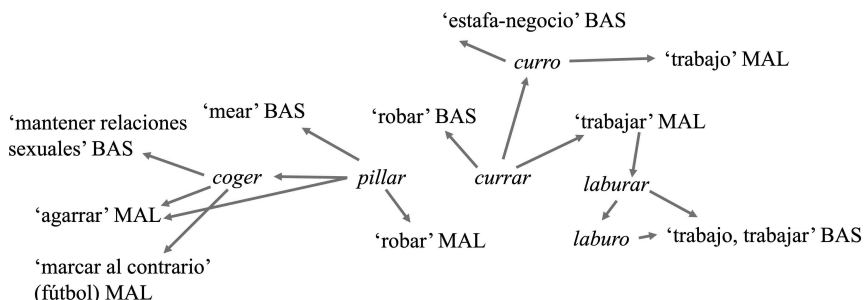 ‘estafa-negocio’ BAS
curro
‘trabajo’ MAL
‘mear’ BAS
‘robar’ BAS
‘trabajar’ MAL
‘mantener relaciones
sexuales’ BAS
coger
pillar
currar
laburar
‘agarrar’ MAL
‘robar’ MAL
laburo
‘trabajo, trabajar’ BAS
‘marcar al contrario’
(fútbol) MAL